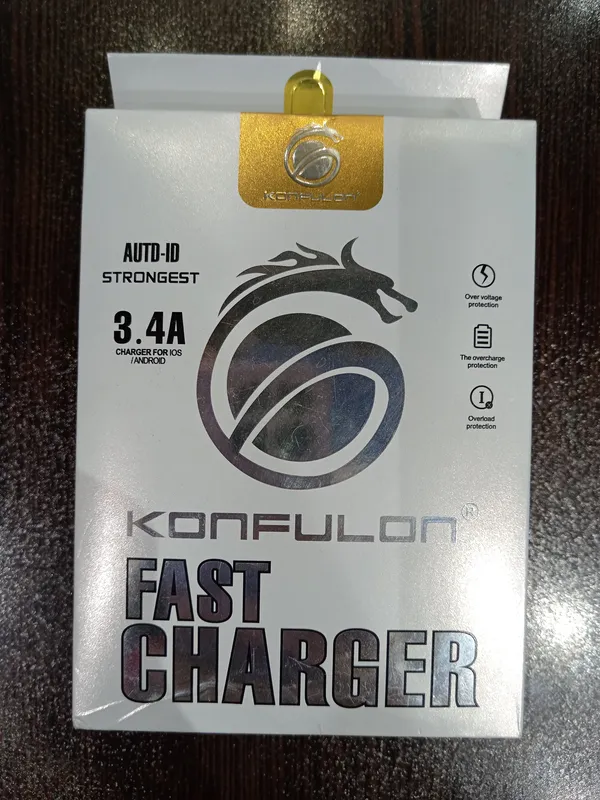 KONFULON
AUTD-ID
STRONGEST
3.4A
CHARGER FOR IOS
/ANDROID
Over voltage
protection
The overcharge
protection
I
Overload
protection
KONFULON®
FAST
CHARGER